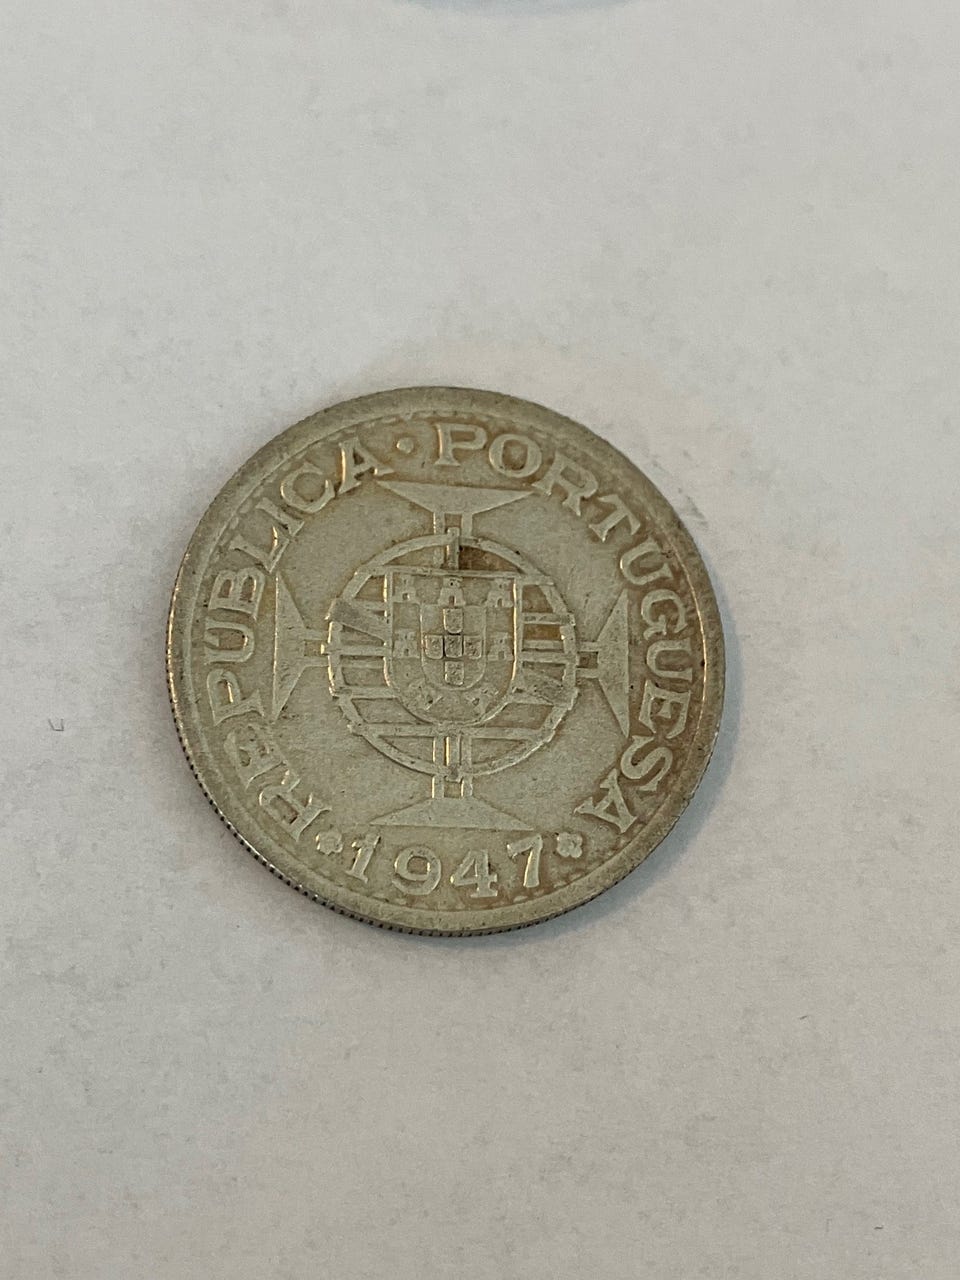 REPUBLICA · PORTUGUESA
1947